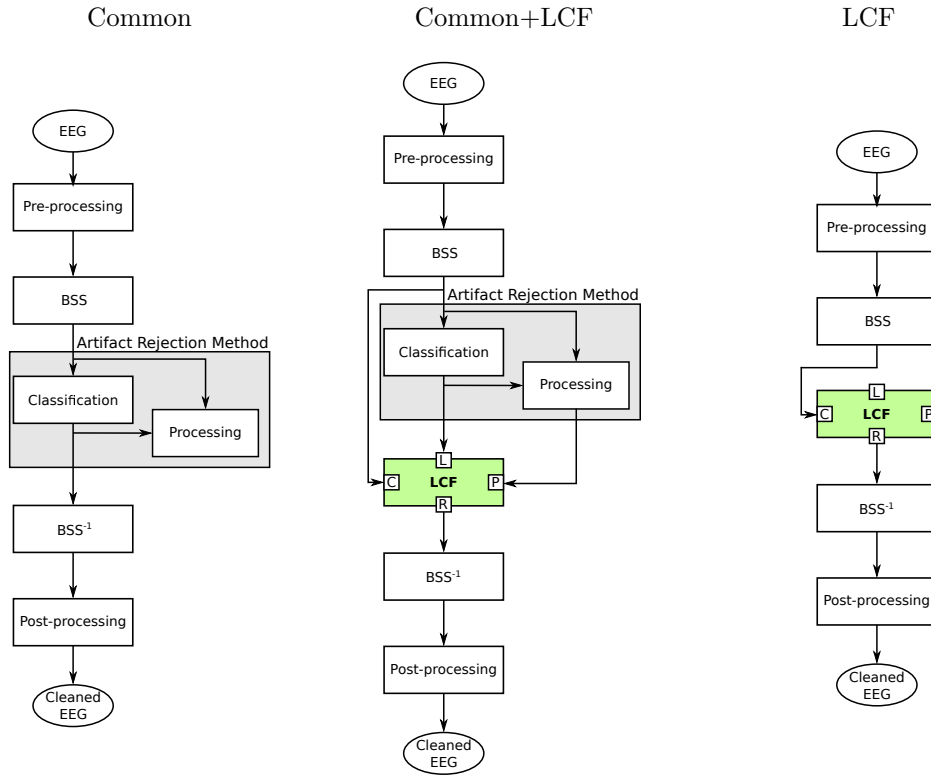 Common
EEG
Pre-processing
BSS
Artifact Rejection Method
Classification
Processing
BSS-1
Post-processing
Cleaned
EEG
Common+LCF
EEG
Pre-processing
BSS
Artifact Rejection Method
Classification
Processing
L
C
LCF
P
R
BSS-1
Post-processing
Cleaned
EEG
LCF
EEG
Pre-processing
BSS
L
C
LCF
P
R
BSS-1
Post-processing
Cleaned
EEG